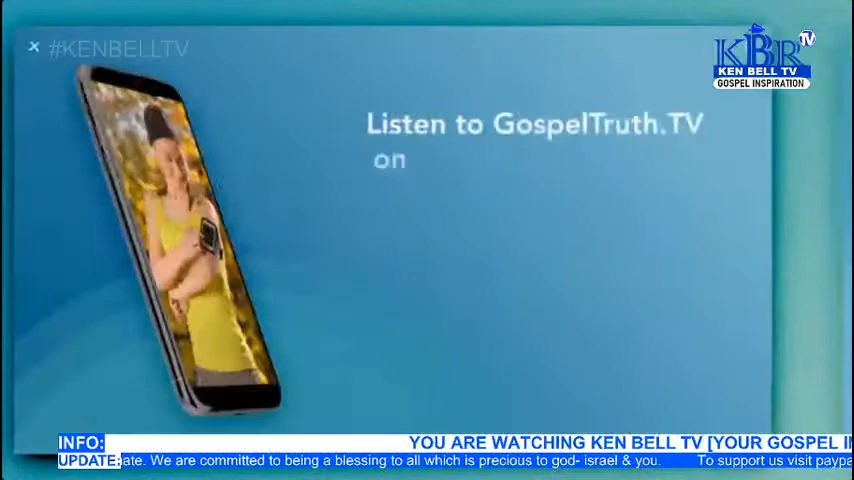 × #KENBELLTV
KBR TV
KEN BELL TV
GOSPEL INSPIRATION
Listen to GospelTruth.TV
on
INFO: YOU ARE WATCHING KEN BELL TV [YOUR GOSPEL
UPDATE: ate. We are committed to being a blessing to all which is precious to god- israel & you. To support us visit paypa